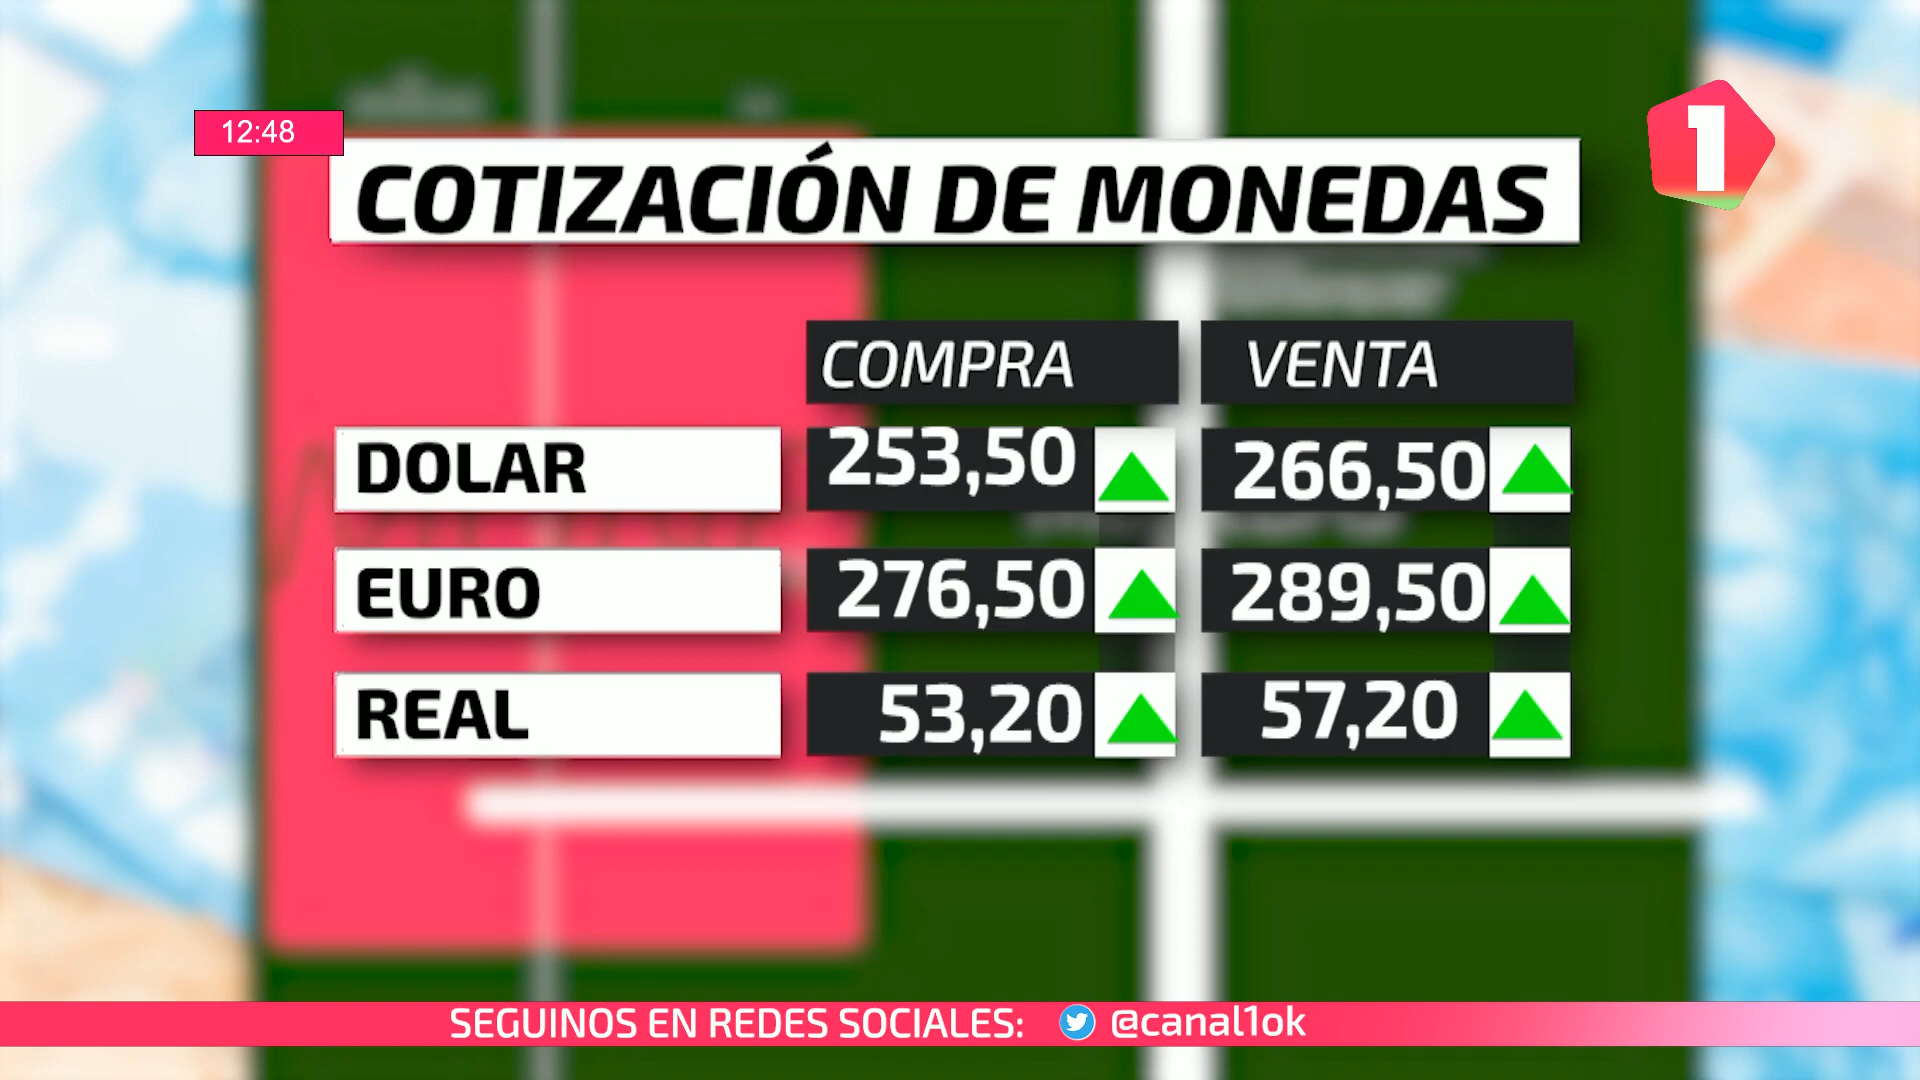 12:48
1
COTIZACIÓN DE MONEDAS
COMPRA VENTA
DOLAR 253,50 266,50
EURO 276,50 289,50
REAL 53,20 57,20
SEGUINOS EN REDES SOCIALES: @canal1ok